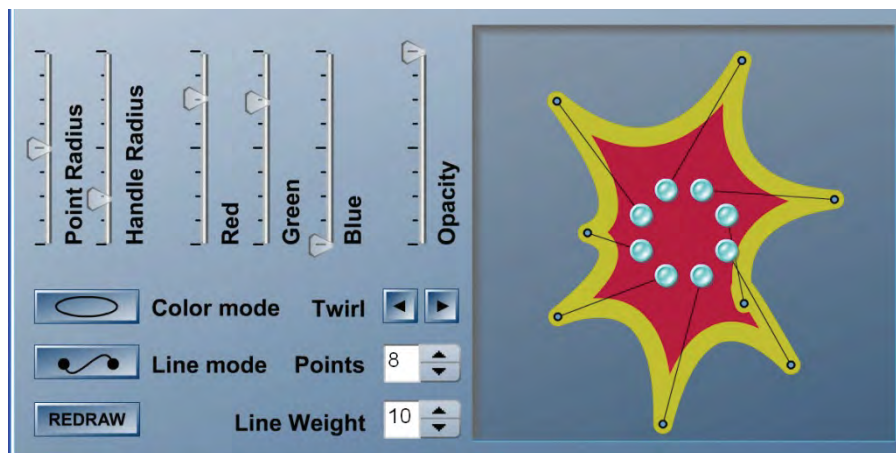 Point Radius
Handle Radius
Red
Green
Blue
Opacity
Color mode
Twirl
Line mode
Points
8
REDRAW
Line Weight
10